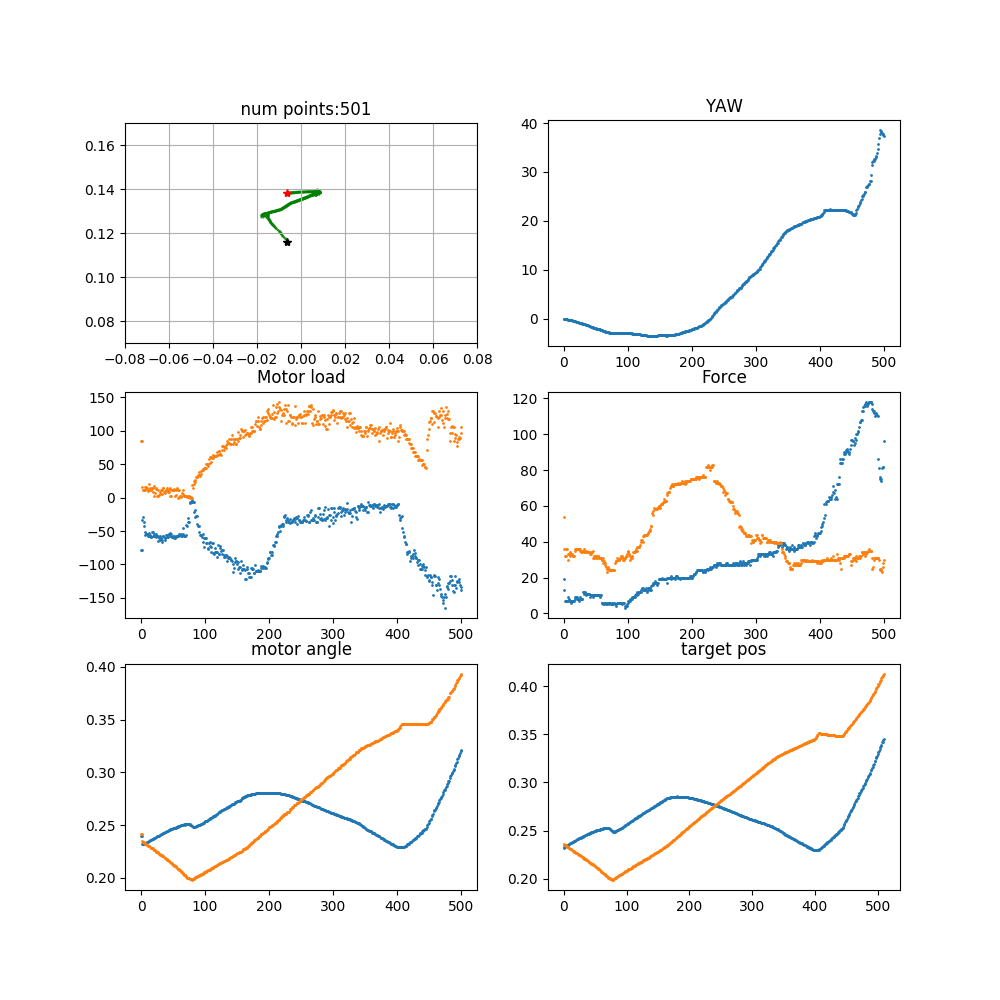 num points:501
0.16
0.14
0.12
0.10
0.08
−0.08 −0.06 −0.04 −0.02 0.00 0.02 0.04 0.06 0.08
YAW
40
30
20
10
0
0 100 200 300 400 500
Motor load
150
100
50
0
−50
−100
−150
0 100 200 300 400 500
Force
120
100
80
60
40
20
0
0 100 200 300 400 500
motor angle
0.40
0.35
0.30
0.25
0.20
0 100 200 300 400 500
target pos
0.40
0.35
0.30
0.25
0.20
0 100 200 300 400 500